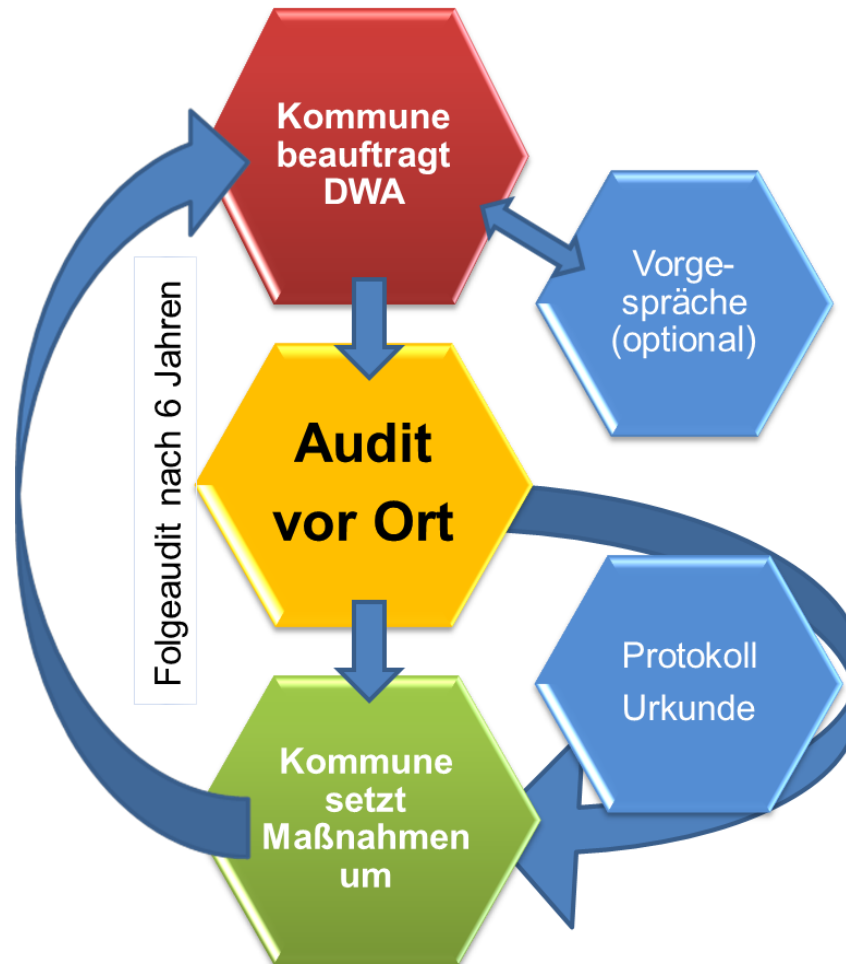 Kommune
beauftragt
DWA
Vorge-
spräche
(optional)
Folgeaudit nach 6 Jahren
Audit
vor Ort
Protokoll
Urkunde
Kommune
setzt
Maßnahmen
um